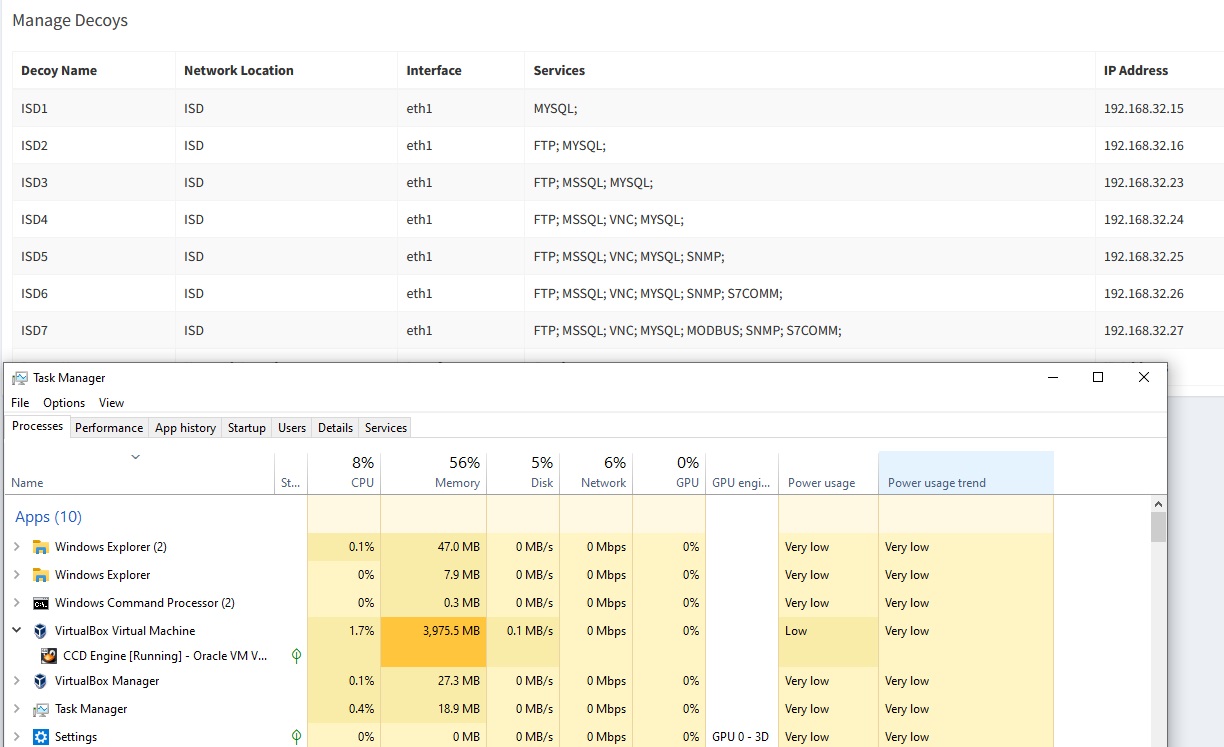 Manage Decoys
Decoy Name Network Location Interface Services IP Address
ISD1 ISD eth1 MYSQL; 192.168.32.15
ISD2 ISD eth1 FTP; MYSQL; 192.168.32.16
ISD3 ISD eth1 FTP; MSSQL; MYSQL; 192.168.32.23
ISD4 ISD eth1 FTP; MSSQL; VNC; MYSQL; 192.168.32.24
ISD5 ISD eth1 FTP; MSSQL; VNC; MYSQL; SNMP; 192.168.32.25
ISD6 ISD eth1 FTP; MSSQL; VNC; MYSQL; SNMP; S7COMM; 192.168.32.26
ISD7 ISD eth1 FTP; MSSQL; VNC; MYSQL; MODBUS; SNMP; S7COMM; 192.168.32.27
Task Manager
File Options View
Processes Performance App history Startup Users Details Services
8% 56% 5% 6% 0%
Name St... CPU Memory Disk Network GPU GPU engi... Power usage Power usage trend
Apps (10)
Windows Explorer (2) 0.1% 47.0 MB 0 MB/s 0 Mbps 0% Very low Very low
Windows Explorer 0% 7.9 MB 0 MB/s 0 Mbps 0% Very low Very low
Windows Command Processor (2) 0% 0.3 MB 0 MB/s 0 Mbps 0% Very low Very low
VirtualBox Virtual Machine 1.7% 3,975.5 MB 0.1 MB/s 0 Mbps 0% Low Very low
CCD Engine [Running] - Oracle VM V...
VirtualBox Manager 0.1% 27.3 MB 0 MB/s 0 Mbps 0% Very low Very low
Task Manager 0.4% 18.9 MB 0 MB/s 0 Mbps 0% Very low Very low
Settings 0% 0 MB 0 MB/s 0 Mbps 0% GPU 0 - 3D Very low Very low